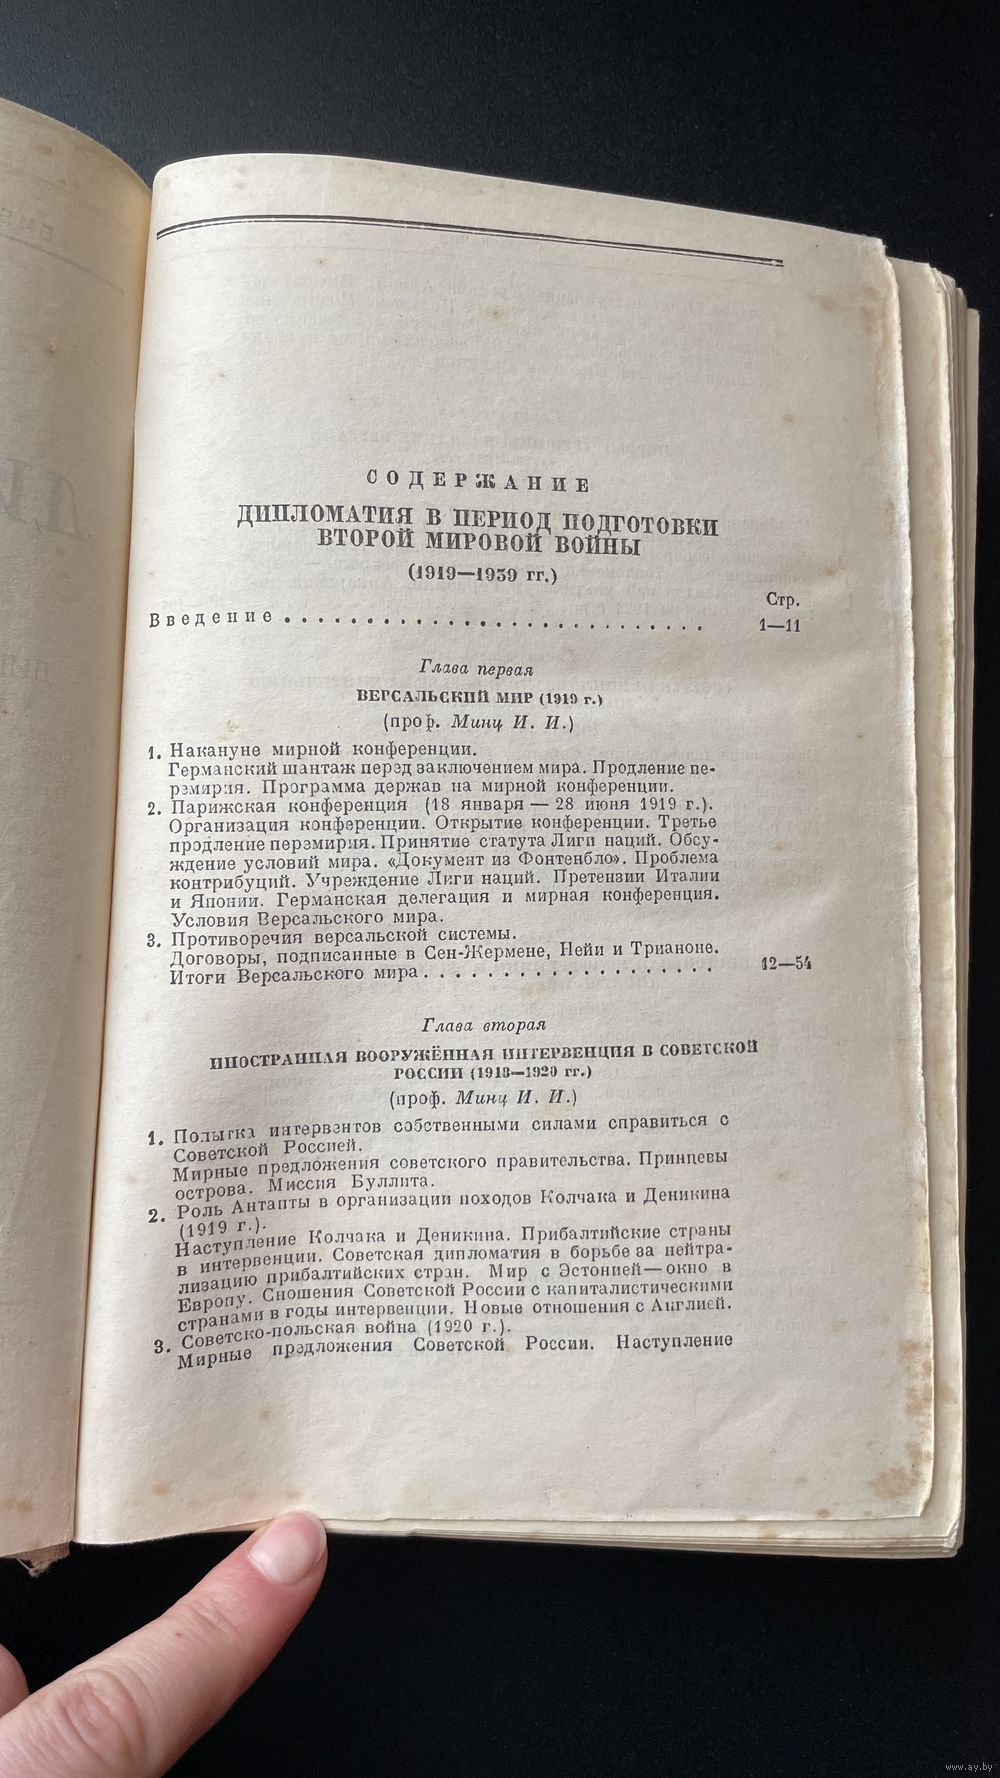 СОДЕРЖАНИЕ
ДИПЛОМАТИЯ В ПЕРИОД ПОДГОТОВКИ
ВТОРОЙ МИРОВОЙ ВОЙНЫ
(1919—1939 гг.)
Стр.
Введение . . . . . . . . . . . . . . . . . . . . . . . . . . 1—11
Глава первая
ВЕРСАЛЬСКИЙ МИР (1919 г.)
(проф. Минц И. И.)
1. Накануне мирной конференции.
Германский шантаж перед заключением мира. Продление пе-
ремирия. Программа держав на мирной конференции.
2. Парижская конференция (18 января — 28 июня 1919 г.).
Организация конференции. Открытие конференции. Третье
продление перемирия. Принятие статута Лиги наций. Обсу-
ждение условий мира. «Документ из Фонтенбло». Проблема
контрибуций. Учреждение Лиги наций. Претензии Италии
и Японии. Германская делегация и мирная конференция.
Условия Версальского мира.
3. Противоречия версальской системы.
Договоры, подписанные в Сен-Жермене, Нейи и Трианоне.
Итоги Версальского мира . . . . . . . . . . . . . . . . . . 12—54
Глава вторая
ИНОСТРАННАЯ ВООРУЖЁННАЯ ИНТЕРВЕНЦИЯ В СОВЕТСКОЙ
РОССИИ (1918—1920 гг.)
(проф. Минц И. И.)
1. Попытка интервентов собственными силами справиться с
Советской Россией.
Мирные предложения советского правительства. Принцевы
острова. Миссия Буллита.
2. Роль Антанты в организации походов Колчака и Деникина
(1919 г.).
Наступление Колчака и Деникина. Прибалтийские страны
в интервенции. Советская дипломатия в борьбе за нейтра-
лизацию прибалтийских стран. Мир с Эстонией — окно в
Европу. Сношения Советской России с капиталистическими
странами в годы интервенции. Новые отношения с Англией.
3. Советско-польская война (1920 г.).
Мирные предложения Советской России. Наступление
www.ay.by